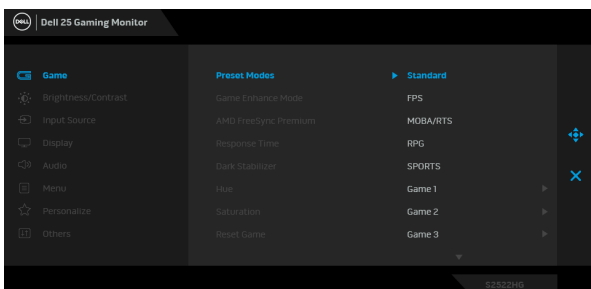 DELL
Dell 25 Gaming Monitor
Game
Preset Modes
Standard
Brightness/Contrast
Game Enhance Mode
FPS
Input Source
AMD FreeSync Premium
MOBA/RTS
Display
Response Time
RPG
Audio
Dark Stabilizer
SPORTS
Menu
Hue
Game 1
Personalize
Saturation
Game 2
Others
Reset Game
Game 3
S2522HG